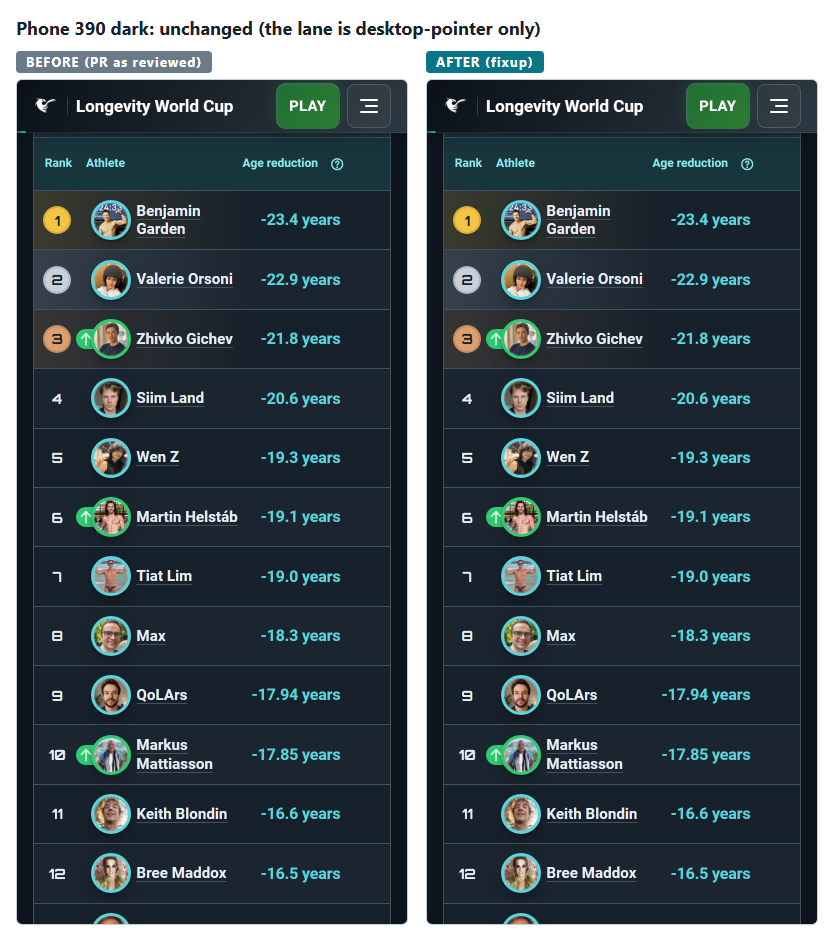 Phone 390 dark: unchanged (the lane is desktop-pointer only)
BEFORE (PR as reviewed)
Longevity World Cup
PLAY
Rank Athlete Age reduction ?
1 Benjamin Garden -23.4 years
2 Valerie Orsoni -22.9 years
3 Zhivko Gichev -21.8 years
4 Siim Land -20.6 years
5 Wen Z -19.3 years
6 Martin Helstáb -19.1 years
7 Tiat Lim -19.0 years
8 Max -18.3 years
9 QoLArs -17.94 years
10 Markus Mattiasson -17.85 years
11 Keith Blondin -16.6 years
12 Bree Maddox -16.5 years
AFTER (fixup)
Longevity World Cup
PLAY
Rank Athlete Age reduction ?
1 Benjamin Garden -23.4 years
2 Valerie Orsoni -22.9 years
3 Zhivko Gichev -21.8 years
4 Siim Land -20.6 years
5 Wen Z -19.3 years
6 Martin Helstáb -19.1 years
7 Tiat Lim -19.0 years
8 Max -18.3 years
9 QoLArs -17.94 years
10 Markus Mattiasson -17.85 years
11 Keith Blondin -16.6 years
12 Bree Maddox -16.5 years